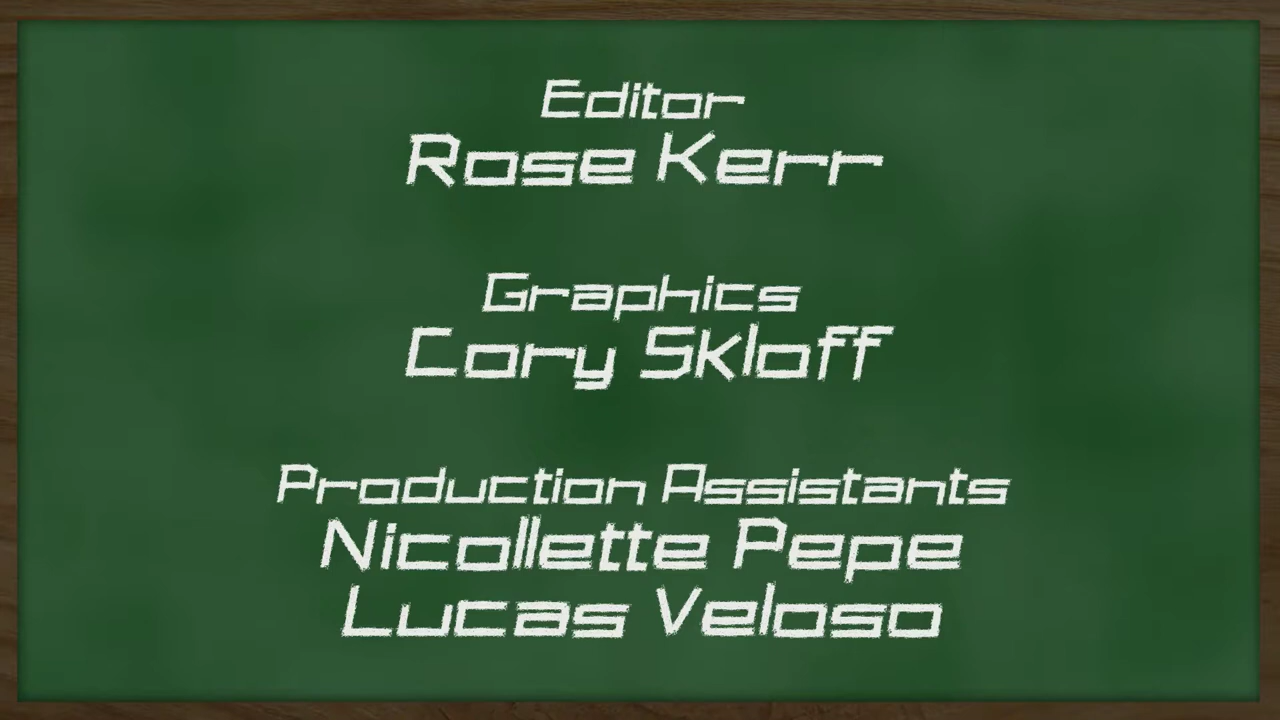 Editor
Rose Kerr
Graphics
Cory Skloff
Production Assistants
Nicollette Pepe
Lucas Veloso